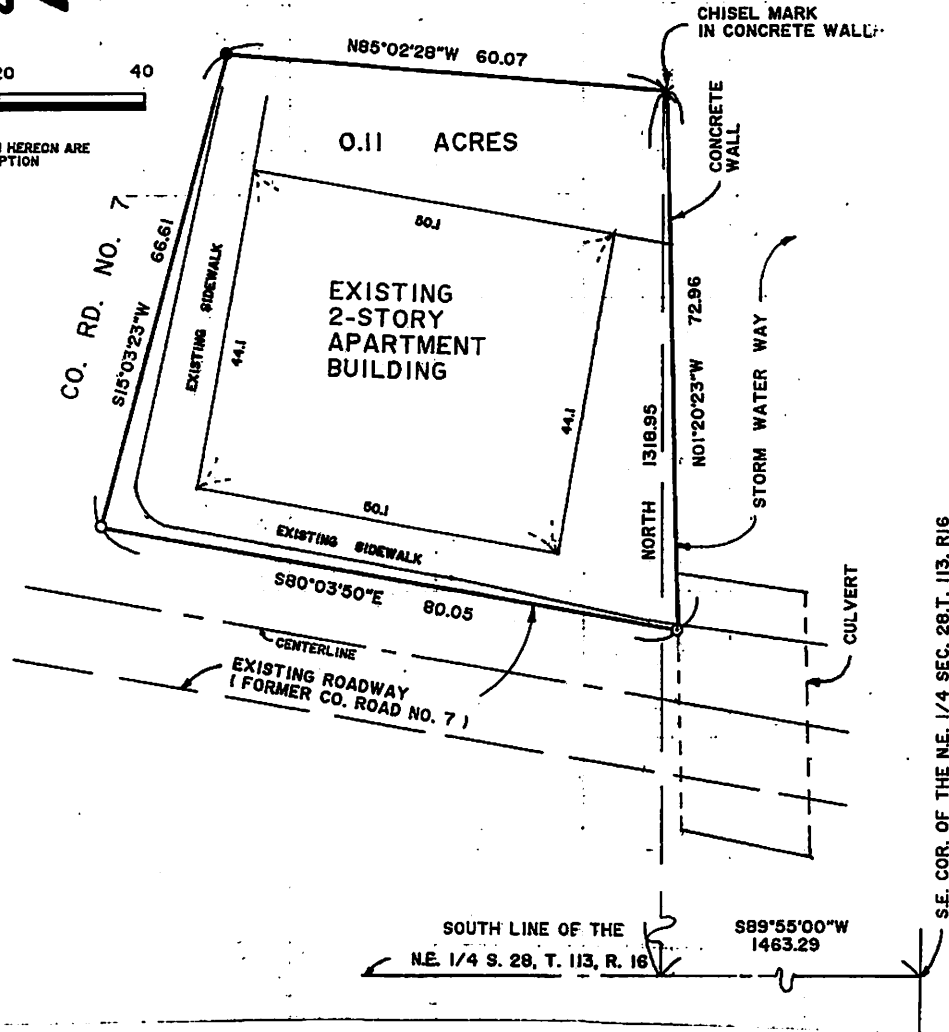 CHISEL MARK
IN CONCRETE WALL
N85°02'28"W 60.07
20 40
HEREON ARE
0.11 ACRES
CONCRETE
WALL
CO. RD. NO. 7
S15°03'23"W 66.61
EXISTING SIDEWALK
50.1
44.1
EXISTING
2-STORY
APARTMENT
BUILDING
44.1
50.1
NORTH 1318.95
N01°20'23"W 72.96
STORM WATER WAY
EXISTING SIDEWALK
S80°03'50"E 80.05
CENTERLINE
EXISTING ROADWAY
( FORMER CO. ROAD NO. 7 )
CULVERT
S.E. COR. OF THE N.E. 1/4 SEC. 28, T. 113, R16
SOUTH LINE OF THE
N.E. 1/4 S. 28, T. 113, R. 16
S89°55'00"W
1463.29